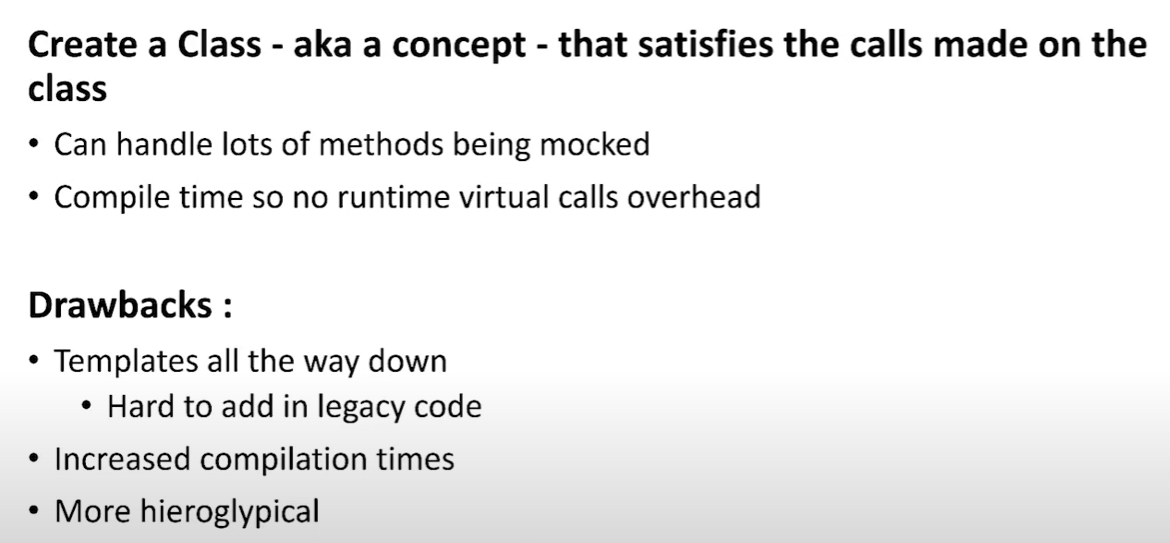 Create a Class - aka a concept - that satisfies the calls made on the
class
• Can handle lots of methods being mocked
• Compile time so no runtime virtual calls overhead
Drawbacks :
• Templates all the way down
• Hard to add in legacy code
• Increased compilation times
• More hieroglypical